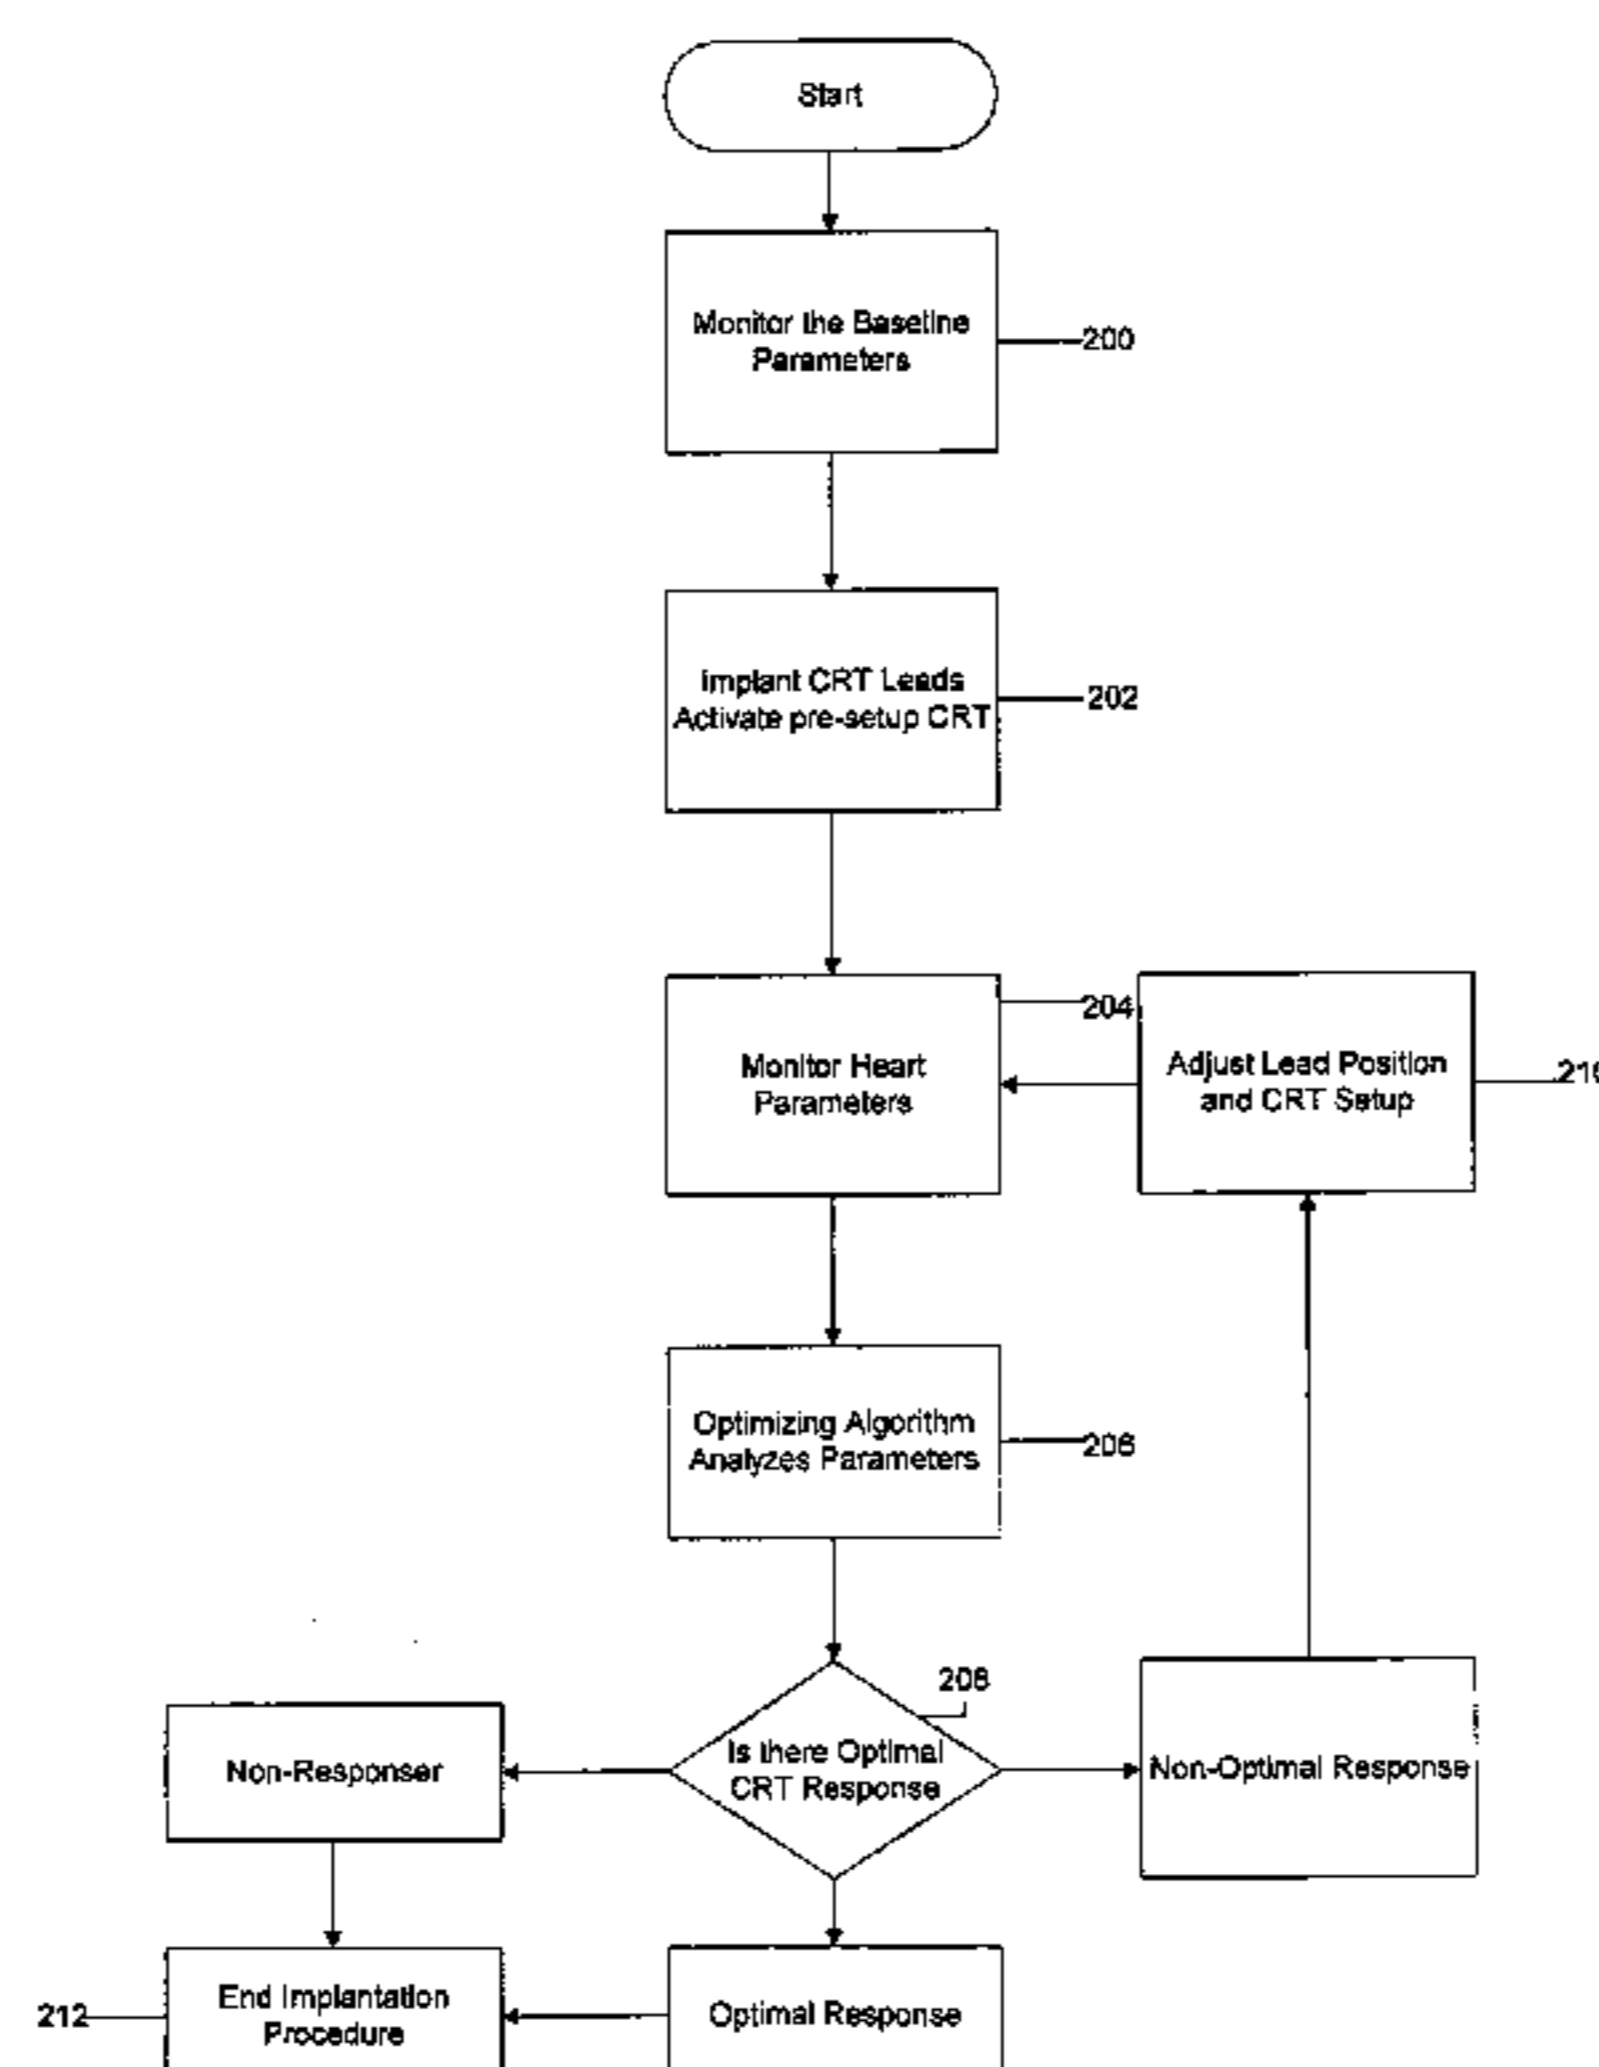 Start
Monitor the Baseline
Parameters
200
Implant CRT Leads
Activate pre-setup CRT
202
Monitor Heart
Parameters
204
Adjust Lead Position
and CRT Setup
Optimizing Algorithm
Analyzes Parameters
206
208
Is there Optimal
CRT Response
Non-Responser
Non-Optimal Response
212
End Implantation
Procedure
Optimal Response